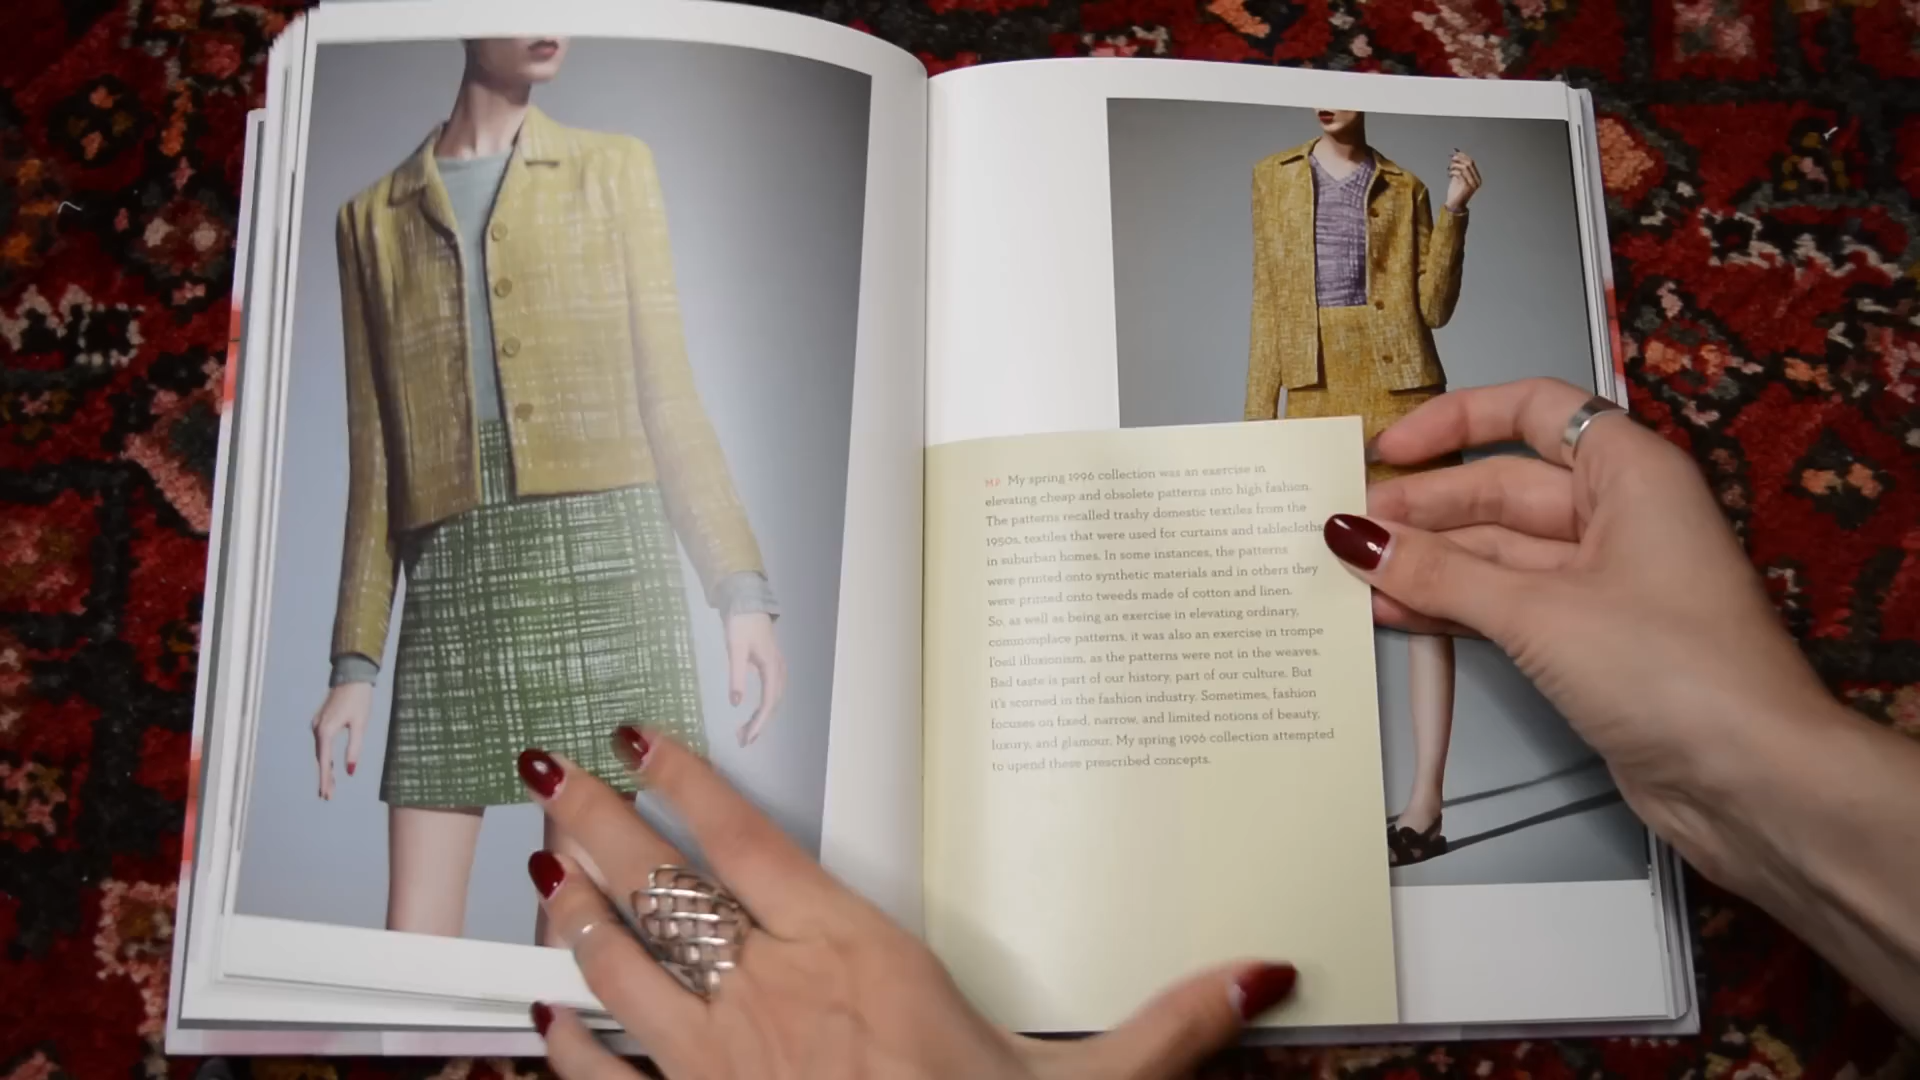 MP My spring 1996 collection was an exercise in
elevating cheap and obsolete patterns into high fashion.
The patterns recalled trashy domestic textiles from the
1950s, textiles that were used for curtains and tablecloths
in suburban homes. In some instances, the patterns
were printed onto synthetic materials and in others they
were printed onto tweeds made of cotton and linen.
So, as well as being an exercise in elevating ordinary,
commonplace patterns, it was also an exercise in trompe
l'oeil illusionism, as the patterns were not in the weaves.
Bad taste is part of our history, part of our culture. But
it's scorned in the fashion industry. Sometimes, fashion
focuses on fixed, narrow, and limited notions of beauty,
luxury, and glamour. My spring 1996 collection attempted
to upend these prescribed concepts.